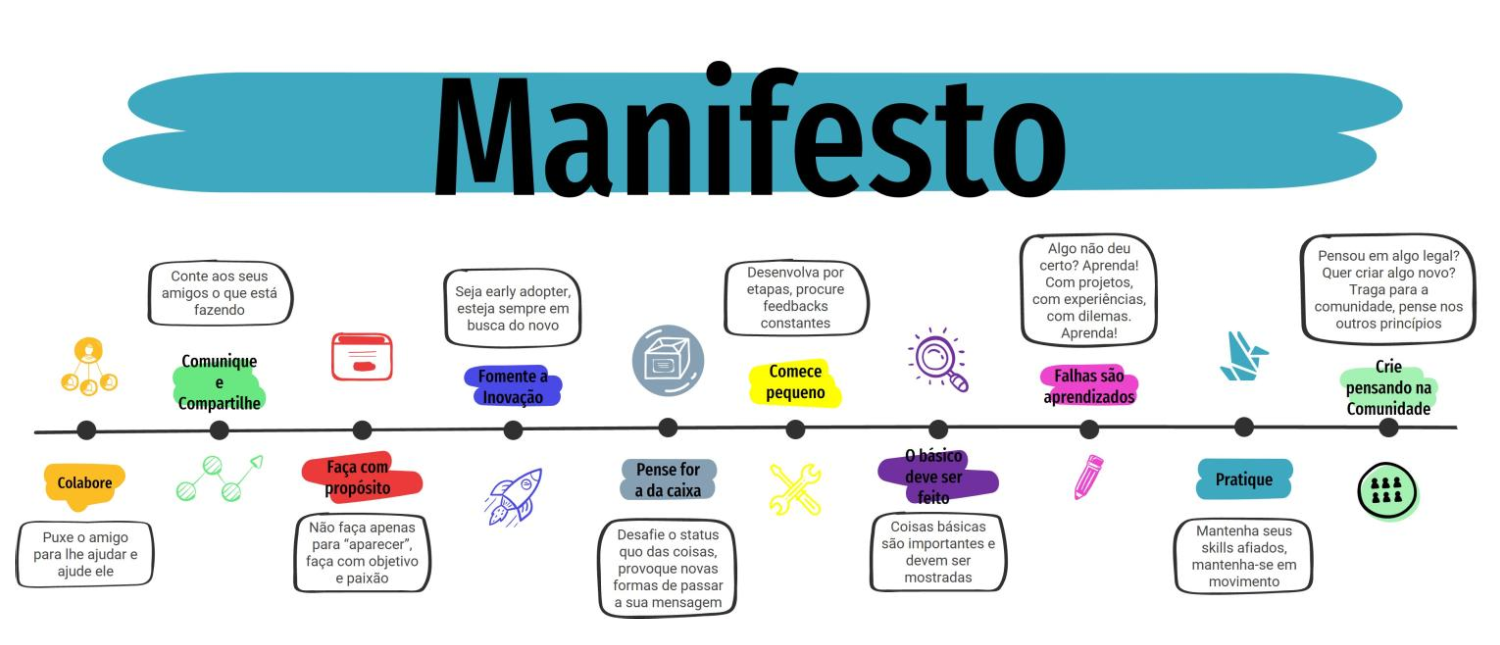 Manifesto
Colabore
Puxe o amigo
para lhe ajudar e
ajude ele
Conte aos seus
amigos o que está
fazendo
Comunique
e
Compartilhe
Faça com
propósito
Não faça apenas
para “aparecer”,
faça com objetivo
e paixão
Seja early adopter,
esteja sempre em
busca do novo
Fomente a
Inovação
Pense for
a da caixa
Desafie o status
quo das coisas,
provoque novas
formas de passar
a sua mensagem
Desenvolva por
etapas, procure
feedbacks
constantes
Comece
pequeno
O básico
deve ser
feito
Coisas básicas
são importantes e
devem ser
mostradas
Algo não deu
certo? Aprenda!
Com projetos,
com experiências,
com dilemas.
Aprenda!
Falhas são
aprendizados
Pratique
Mantenha seus
skills afiados,
mantenha-se em
movimento
Pensou em algo legal?
Quer criar algo novo?
Traga para a
comunidade, pense nos
outros princípios
Crie
pensando na
Comunidade